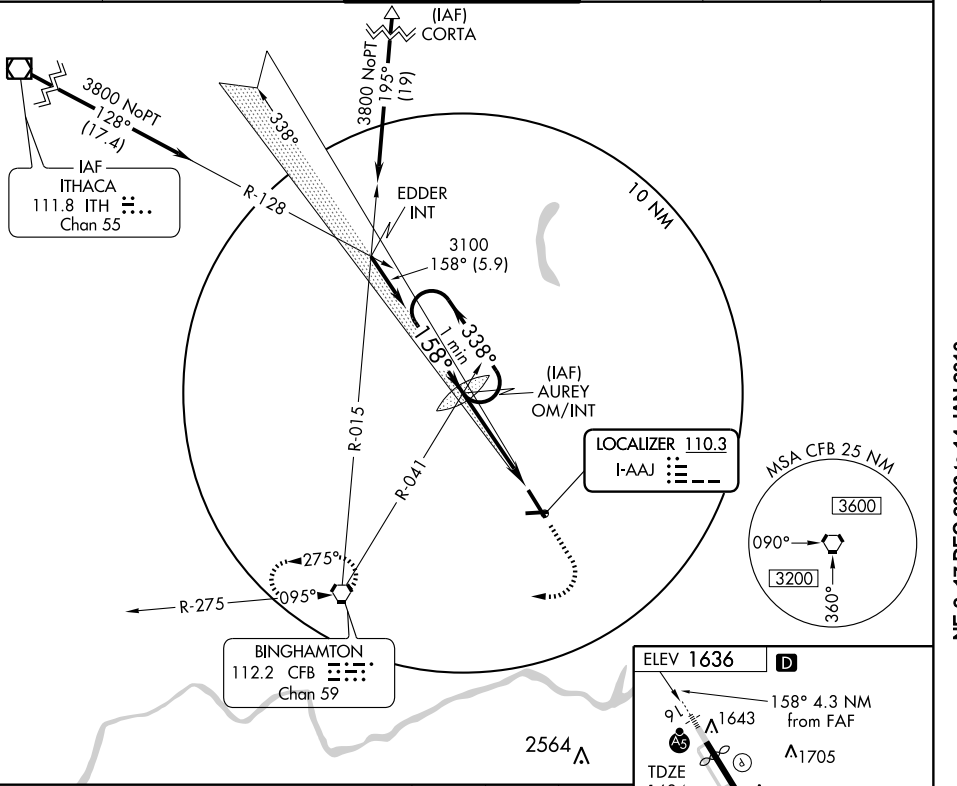 (IAF)
CORTA
3800 NoPT
195°
(19)
3800 NoPT
128°
(17.4)
338°
IAF
ITHACA
111.8 ITH
Chan 55
R-128
EDDER
INT
10 NM
3100
158° (5.9)
158°
1 min
338°
(IAF)
AUREY
OM/INT
R-015
R-041
LOCALIZER 110.3
I-AAJ
MSA CFB 25 NM
3600
090°
3200
360°
275°
095°
R-275
BINGHAMTON
112.2 CFB
Chan 59
ELEV 1636
D
158° 4.3 NM
from FAF
16
1643
A5
P
1705
TDZE
2564